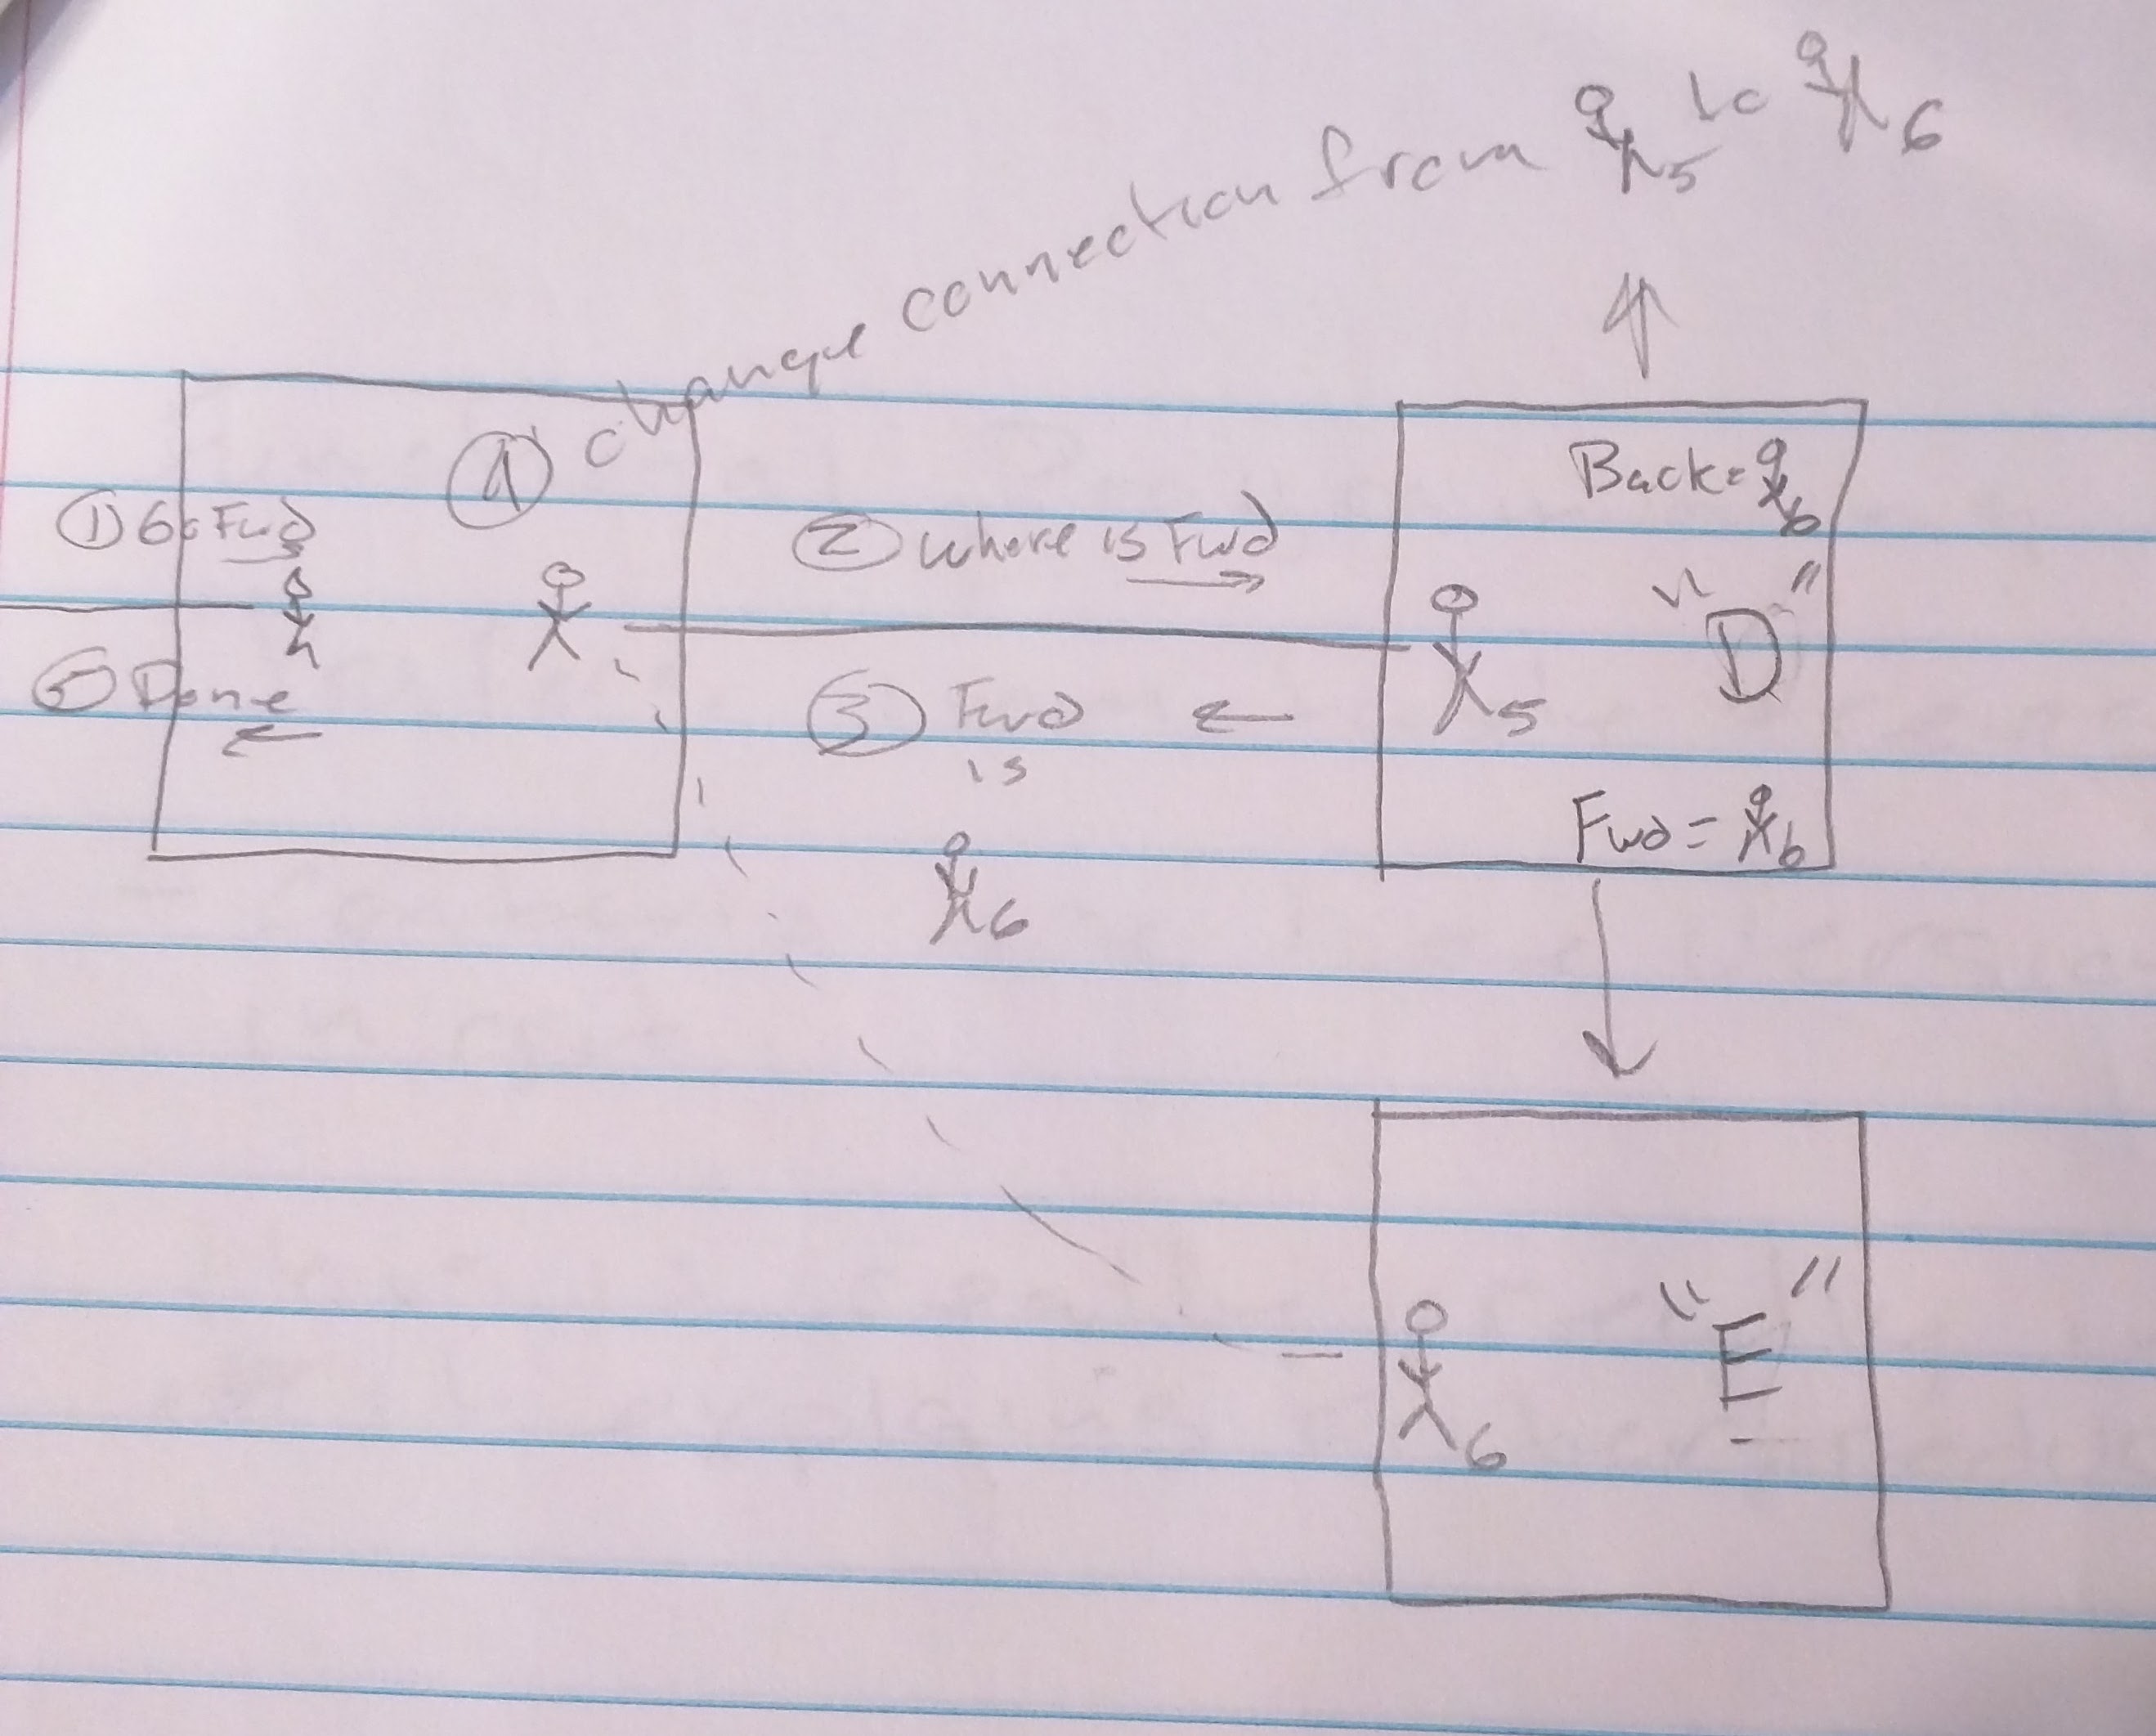 ④ change connection from 5 to 6
① Go Fwd
② where is Fwd
Back = 6
"D"
5
⑤ Done
③ Fwd
is
6
Fwd = 6
"E"
6